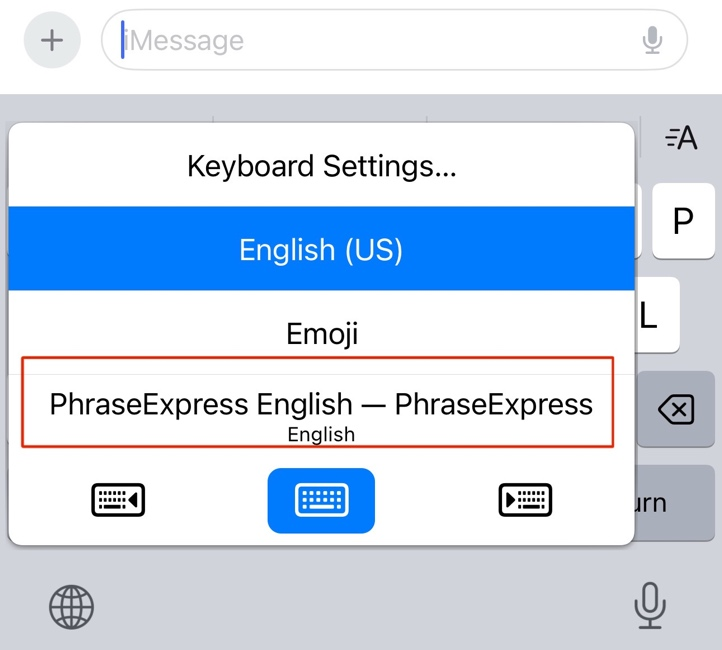 iMessage
Keyboard Settings...
A
English (US)
P
Emoji
L
PhraseExpress English — PhraseExpress
English
urn